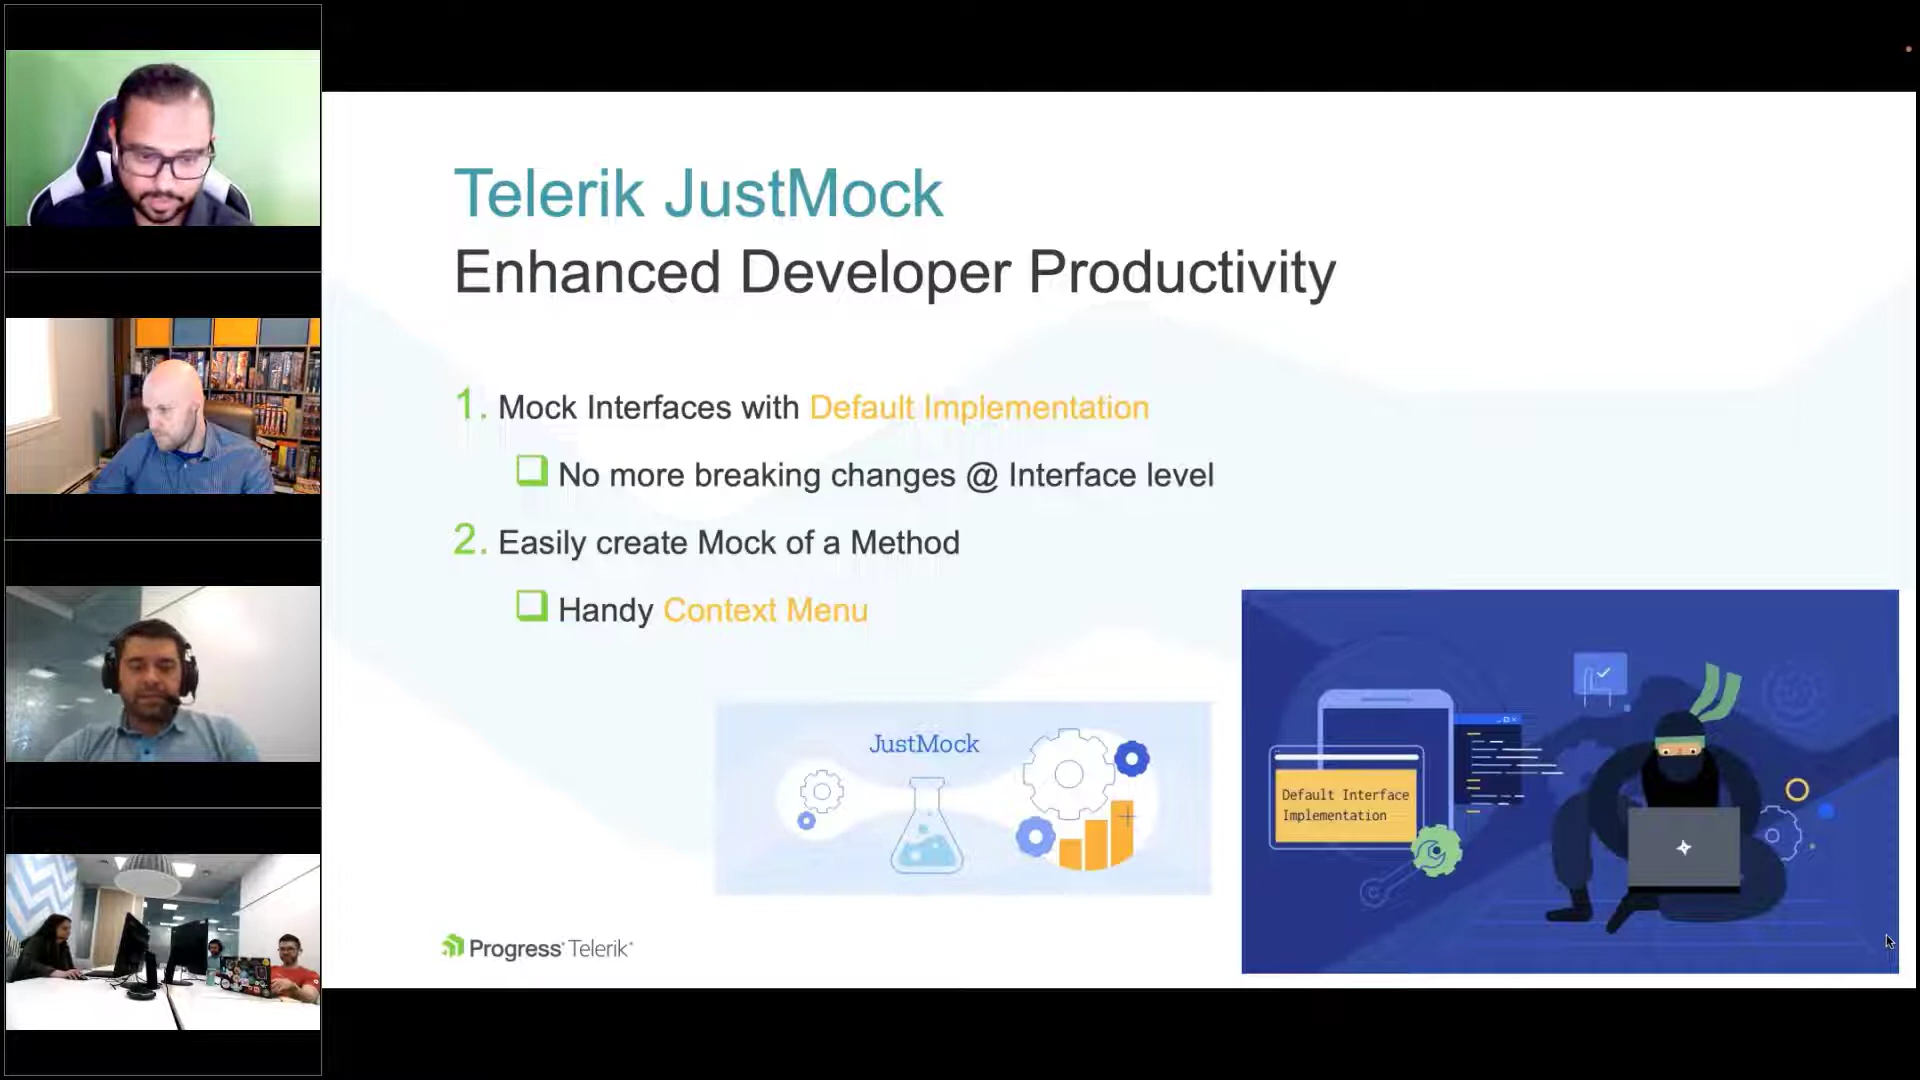 Telerik JustMock
Enhanced Developer Productivity
1. Mock Interfaces with Default Implementation
No more breaking changes @ Interface level
2. Easily create Mock of a Method
Handy Context Menu
JustMock
Default Interface
Implementation
Progress Telerik